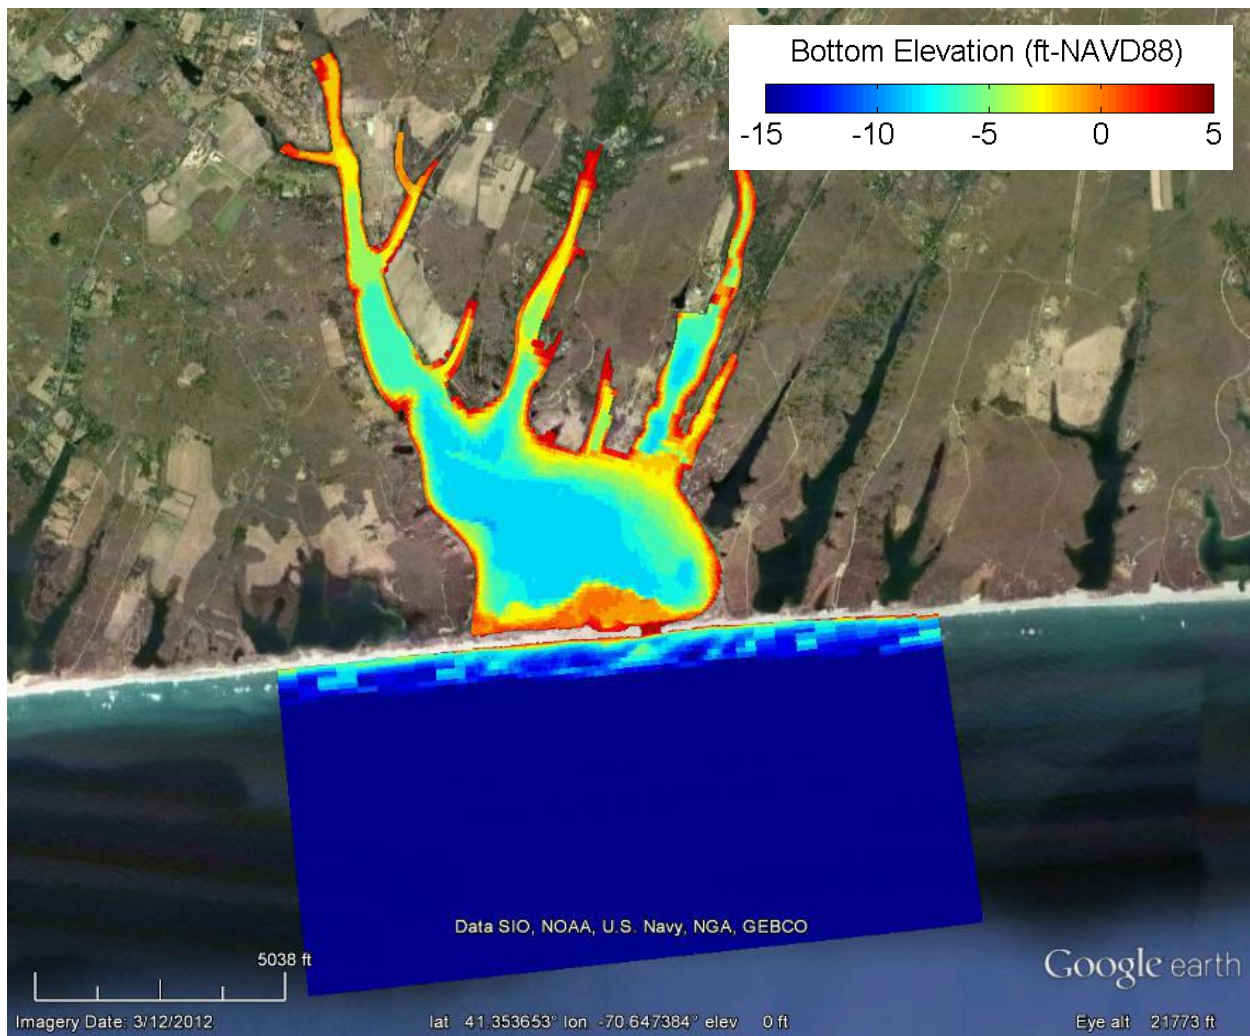 Bottom Elevation (ft-NAVD88)
-15 -10 -5 0 5
Data SIO, NOAA, U.S. Navy, NGA, GEBCO
5038 ft
Google earth
Imagery Date: 3/12/2012 lat 41.353653° lon -70.647384° elev 0 ft Eye alt 21773 ft